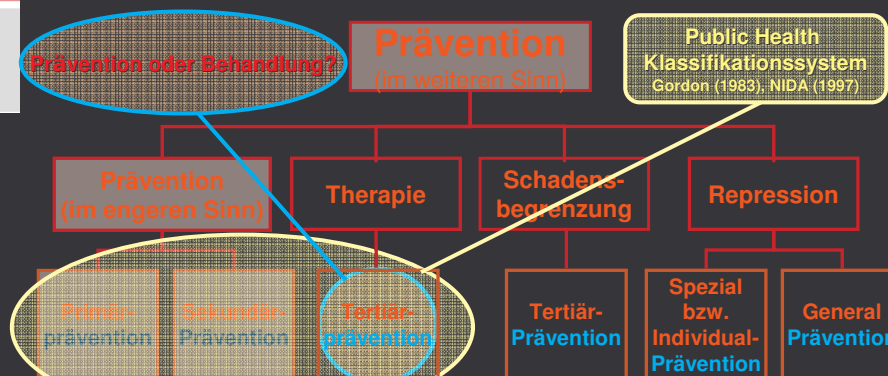 Prävention oder Behandlung?
Prävention
(im weiteren Sinn)
Public Health
Klassifikationssystem
Gordon (1983), NIDA (1997)
Prävention
(im engeren Sinn)
Therapie
Schadens-
begrenzung
Repression
Primär-
prävention
Sekundär-
Prävention
Tertiär-
prävention
Tertiär-
Prävention
Spezial
bzw.
Individual-
Prävention
General
Prävention